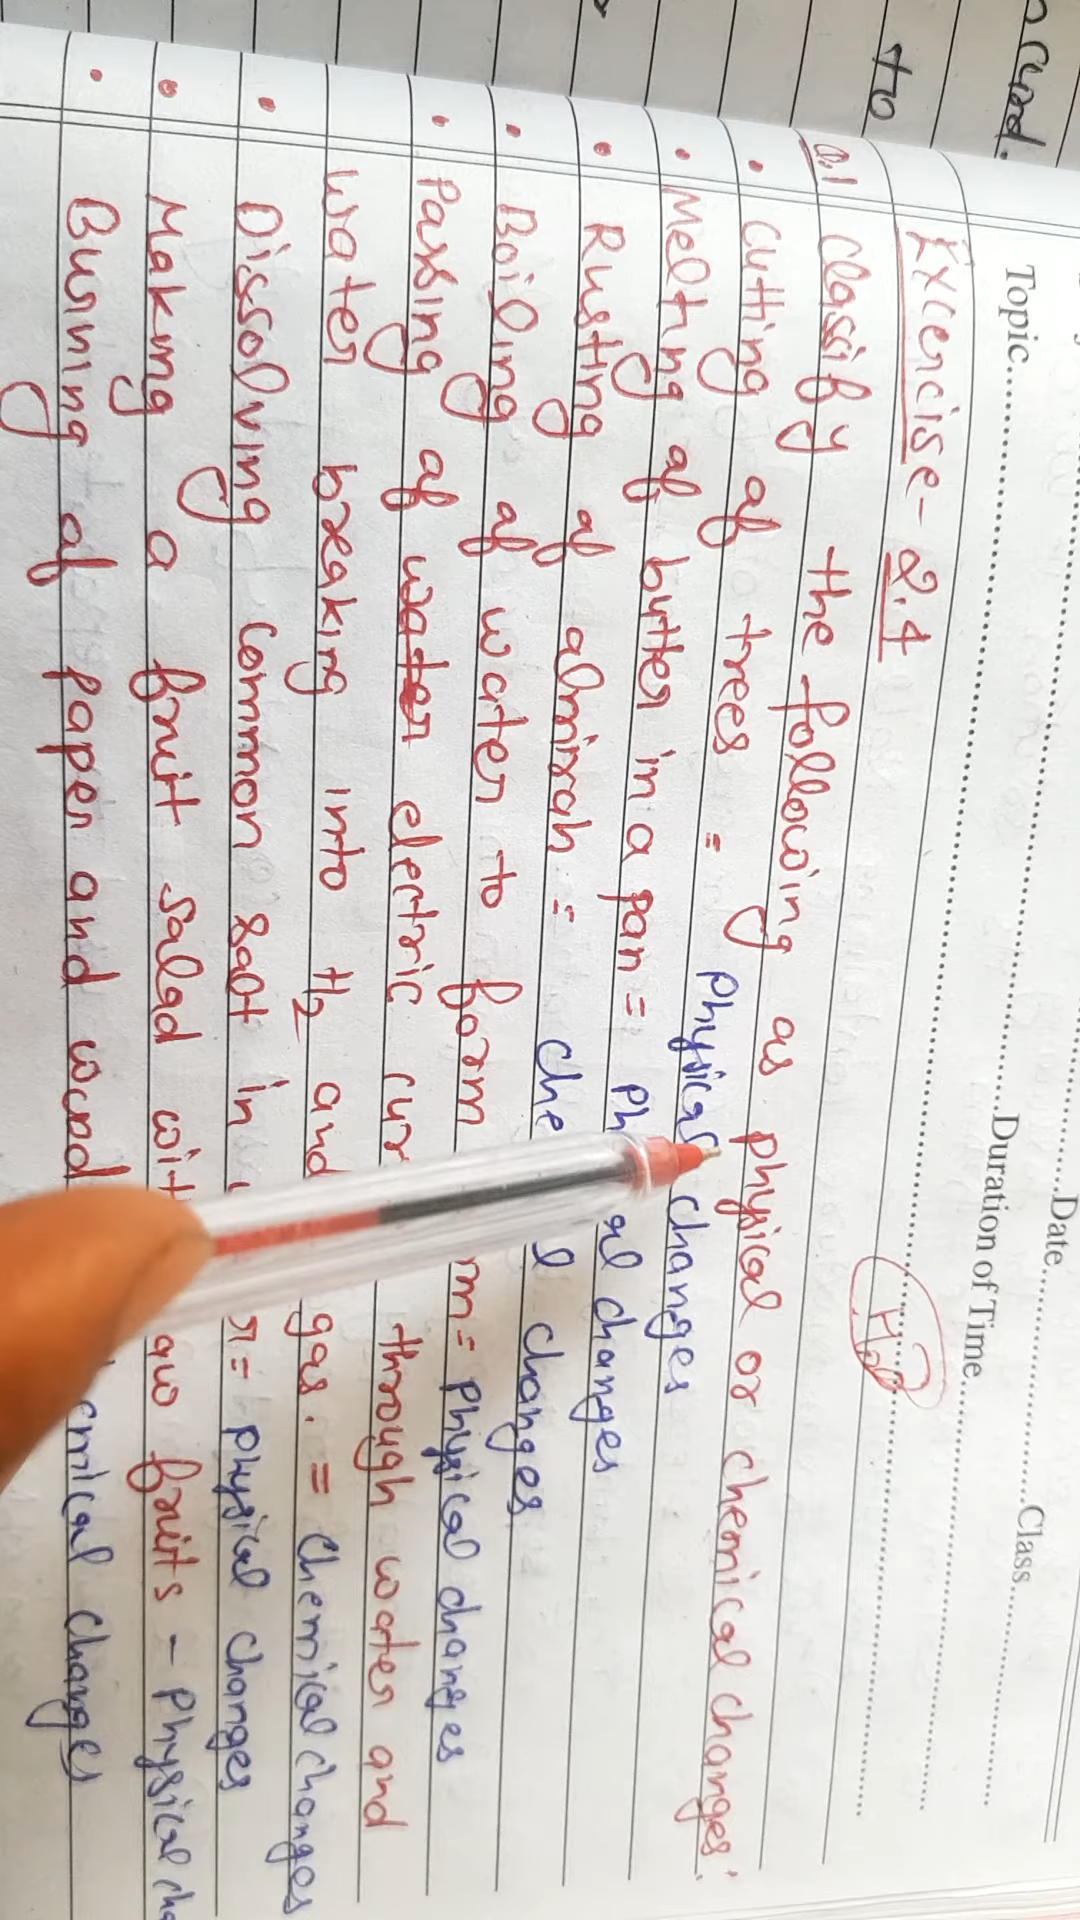 to
Date.....................Class.....
Topic..............................Duration of Time.....................
H2O
Exercise- 2.4
Q.1 Classify the following as physical or chemical changes.
• Cutting of trees = Physical changes
• Melting of butter in a pan = Ph al changes
• Rusting of almirah = Che l changes
• Boiling of water to form m = Physical changes
• Passing of water electric cur through water and
water breaking into H2 and gas. = Chemical changes
• Dissolving common salt in = physical changes
• Making a fruit salad wit fruits - Physical cha
• Burning of paper and wood emical changes